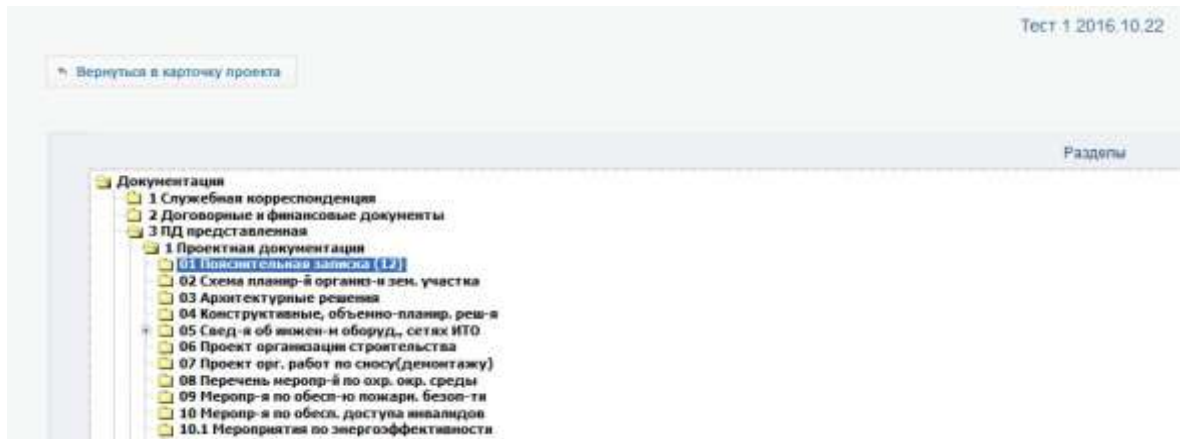 Тест 1 2016.10.22
Вернуться в карточку проекта
Разделы
Документация
1 Служебная корреспонденция
2 Договорные и финансовые документы
3 ПД представленная
1 Проектная документация
01 Пояснительная записка (12)
02 Схема планир-й организ-и зем. участка
03 Архитектурные решения
04 Конструктивные, объемно-планир. реш-я
05 Свед-я об инжен-м оборуд., сетях ИТО
06 Проект организации строительства
07 Проект орг. работ по сносу(демонтажу)
08 Перечень меропр-й по охр. окр. среды
09 Меропр-я по обесп-ю пожарн. безоп-ти
10 Меропр-я по обесп. доступа инвалидов
10.1 Мероприятия по энергоэффективности